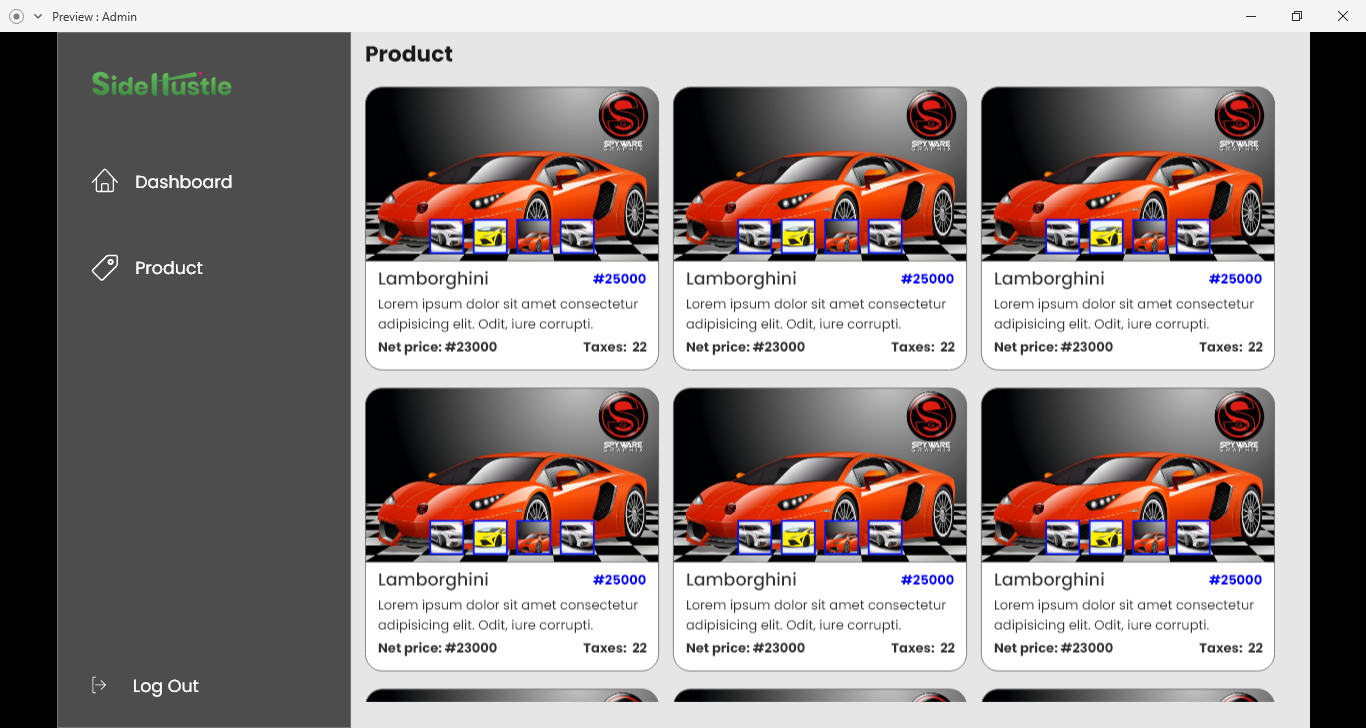 Preview : Admin
SideHustle
Dashboard
Product
Log Out
Product
SPYWARE
GRAPHIX
Lamborghini #25000
Lorem ipsum dolor sit amet consectetur
adipisicing elit. Odit, iure corrupti.
Net price: #23000 Taxes: 22
SPYWARE
GRAPHIX
Lamborghini #25000
Lorem ipsum dolor sit amet consectetur
adipisicing elit. Odit, iure corrupti.
Net price: #23000 Taxes: 22
SPYWARE
GRAPHIX
Lamborghini #25000
Lorem ipsum dolor sit amet consectetur
adipisicing elit. Odit, iure corrupti.
Net price: #23000 Taxes: 22
SPYWARE
GRAPHIX
Lamborghini #25000
Lorem ipsum dolor sit amet consectetur
adipisicing elit. Odit, iure corrupti.
Net price: #23000 Taxes: 22
SPYWARE
GRAPHIX
Lamborghini #25000
Lorem ipsum dolor sit amet consectetur
adipisicing elit. Odit, iure corrupti.
Net price: #23000 Taxes: 22
SPYWARE
GRAPHIX
Lamborghini #25000
Lorem ipsum dolor sit amet consectetur
adipisicing elit. Odit, iure corrupti.
Net price: #23000 Taxes: 22